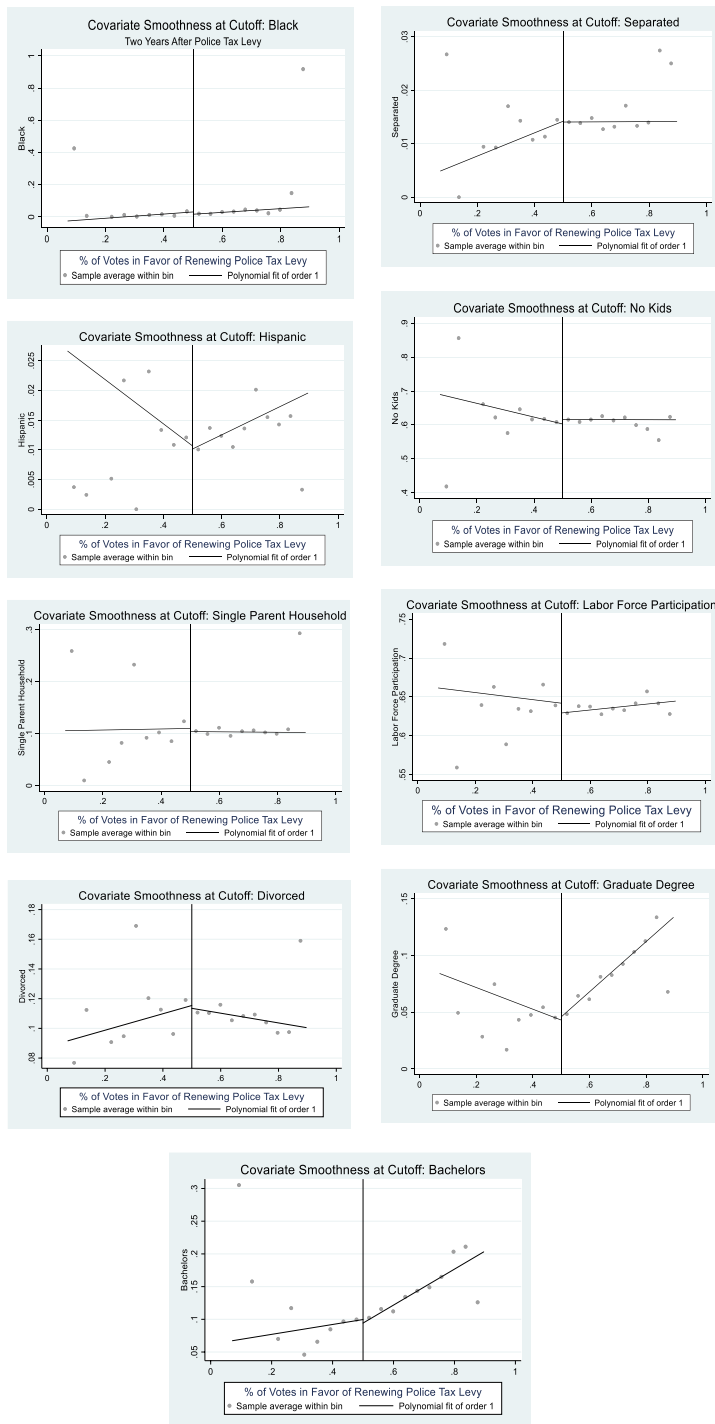 Covariate Smoothness at Cutoff: Black
Two Years After Police Tax Levy
1
.8
.6
.4
.2
0
Black
0 .2 .4 .6 .8 1
% of Votes in Favor of Renewing Police Tax Levy
Sample average within bin Polynomial fit of order 1
Covariate Smoothness at Cutoff: Separated
.03
.02
.01
0
Separated
0 .2 .4 .6 .8 1
% of Votes in Favor of Renewing Police Tax Levy
Sample average within bin Polynomial fit of order 1
Covariate Smoothness at Cutoff: Hispanic
.025
.02
.015
.01
.005
0
Hispanic
0 .2 .4 .6 .8 1
% of Votes in Favor of Renewing Police Tax Levy
Sample average within bin Polynomial fit of order 1
Covariate Smoothness at Cutoff: No Kids
.9
.8
.7
.6
.5
.4
No Kids
0 .2 .4 .6 .8 1
% of Votes in Favor of Renewing Police Tax Levy
Sample average within bin Polynomial fit of order 1
Covariate Smoothness at Cutoff: Single Parent Household
.3
.2
.1
0
Single Parent Household
0 .2 .4 .6 .8 1
% of Votes in Favor of Renewing Police Tax Levy
Sample average within bin Polynomial fit of order 1
Covariate Smoothness at Cutoff: Labor Force Participation
.75
.7
.65
.6
.55
Labor Force Participation
0 .2 .4 .6 .8 1
% of Votes in Favor of Renewing Police Tax Levy
Sample average within bin Polynomial fit of order 1
Covariate Smoothness at Cutoff: Divorced
.18
.16
.14
.12
.1
.08
Divorced
0 .2 .4 .6 .8 1
% of Votes in Favor of Renewing Police Tax Levy
Sample average within bin Polynomial fit of order 1
Covariate Smoothness at Cutoff: Graduate Degree
.15
.1
.05
0
Graduate Degree
0 .2 .4 .6 .8 1
Sample average within bin Polynomial fit of order 1
Covariate Smoothness at Cutoff: Bachelors
.3
.25
.2
.15
.1
.05
Bachelors
0 .2 .4 .6 .8 1
% of Votes in Favor of Renewing Police Tax Levy
Sample average within bin Polynomial fit of order 1